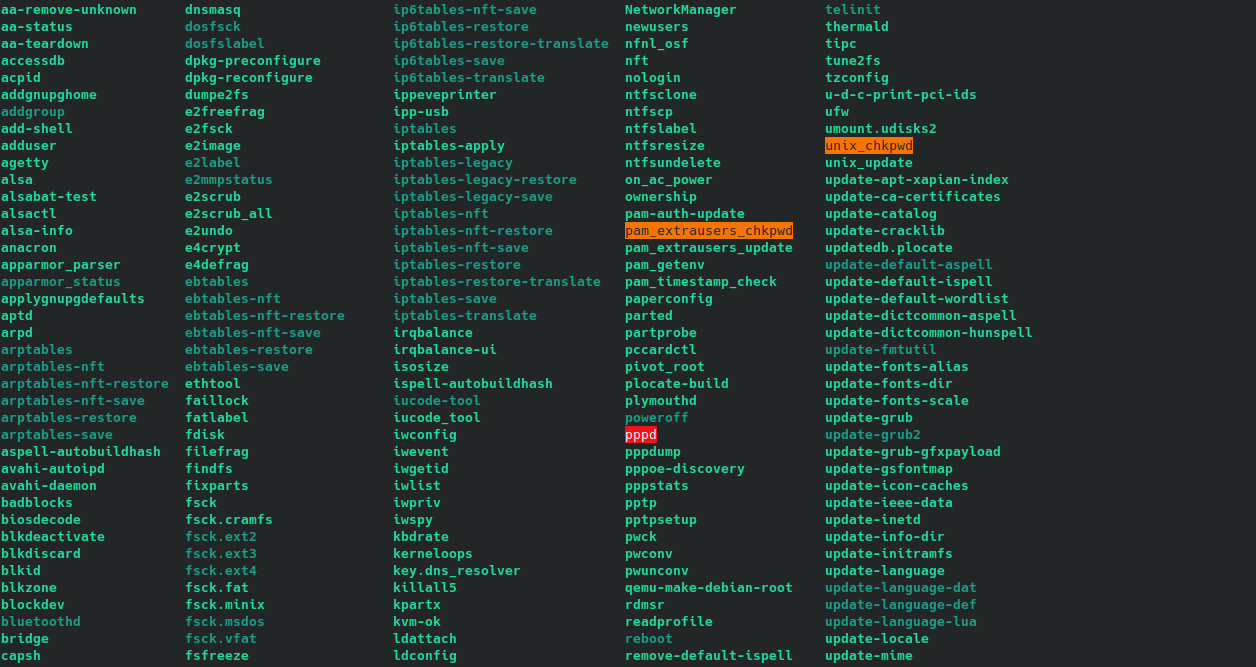 aa-remove-unknown dnsmasq ip6tables-nft-save NetworkManager telinit
aa-status dosfsck ip6tables-restore newusers thermald
aa-teardown dosfslabel ip6tables-restore-translate nfnl_osf tipc
accessdb dpkg-preconfigure ip6tables-save nft tune2fs
acpid dpkg-reconfigure ip6tables-translate nologin tzconfig
addgnupghome dumpe2fs ippeveprinter ntfsclone u-d-c-print-pci-ids
addgroup e2freefrag ipp-usb ntfscp ufw
add-shell e2fsck iptables ntfslabel umount.udisks2
adduser e2image iptables-apply ntfsresize unix_chkpwd
agetty e2label iptables-legacy ntfsundelete unix_update
alsa e2mmpstatus iptables-legacy-restore on_ac_power update-apt-xapian-index
alsabat-test e2scrub iptables-legacy-save ownership update-ca-certificates
alsactl e2scrub_all iptables-nft pam-auth-update update-catalog
alsa-info e2undo iptables-nft-restore pam_extrausers_chkpwd update-cracklib
anacron e4crypt iptables-nft-save pam_extrausers_update updatedb.plocate
apparmor_parser e4defrag iptables-restore pam_getenv update-default-aspell
apparmor_status ebtables iptables-restore-translate pam_timestamp_check update-default-ispell
applygnupgdefaults ebtables-nft iptables-save paperconfig update-default-wordlist
aptd ebtables-nft-restore iptables-translate parted update-dictcommon-aspell
arpd ebtables-nft-save irqbalance partprobe update-dictcommon-hunspell
arptables ebtables-restore irqbalance-ui pccardctl update-fmtutil
arptables-nft ebtables-save isosize pivot_root update-fonts-alias
arptables-nft-restore ethtool ispell-autobuildhash plocate-build update-fonts-dir
arptables-nft-save faillock iucode-tool plymouthd update-fonts-scale
arptables-restore fatlabel iucode_tool poweroff update-grub
arptables-save fdisk iwconfig pppd update-grub2
aspell-autobuildhash filefrag iwevent pppdump update-grub-gfxpayload
avahi-autoipd findfs iwgetid pppoe-discovery update-gsfontmap
avahi-daemon fixparts iwlist pppstats update-icon-caches
badblocks fsck iwpriv pptp update-ieee-data
biosdecode fsck.cramfs iwspy pptpsetup update-inetd
blkdeactivate fsck.ext2 kbdrate pwck update-info-dir
blkdiscard fsck.ext3 kerneloops pwconv update-initramfs
blkid fsck.ext4 key.dns_resolver pwunconv update-language
blkzone fsck.fat killall5 qemu-make-debian-root update-language-dat
blockdev fsck.minix kpartx rdmsr update-language-def
bluetoothd fsck.msdos kvm-ok readprofile update-language-lua
bridge fsck.vfat ldattach reboot update-locale
capsh fsfreeze ldconfig remove-default-ispell update-mime